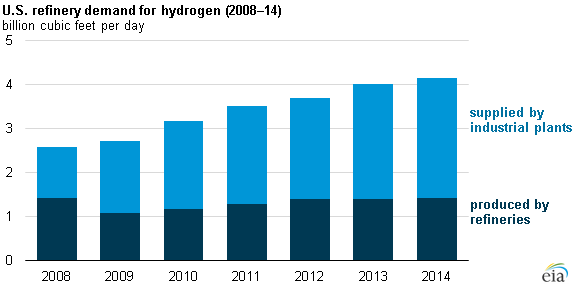 U.S. refinery demand for hydrogen (2008–14)
billion cubic feet per day
5
4
3
2
1
0
supplied by
industrial plants
produced by
refineries
2008 2009 2010 2011 2012 2013 2014
eia